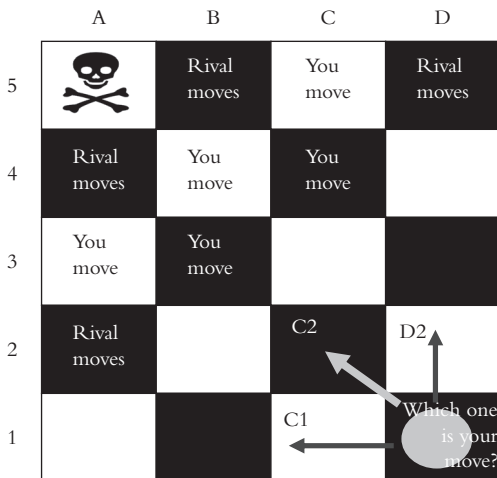 A B C D
5 Rival You Rival
moves move moves
4 Rival You You
moves move move
3 You You
move move
2 Rival C2 D2
moves
1 C1 Which one
is your
move?